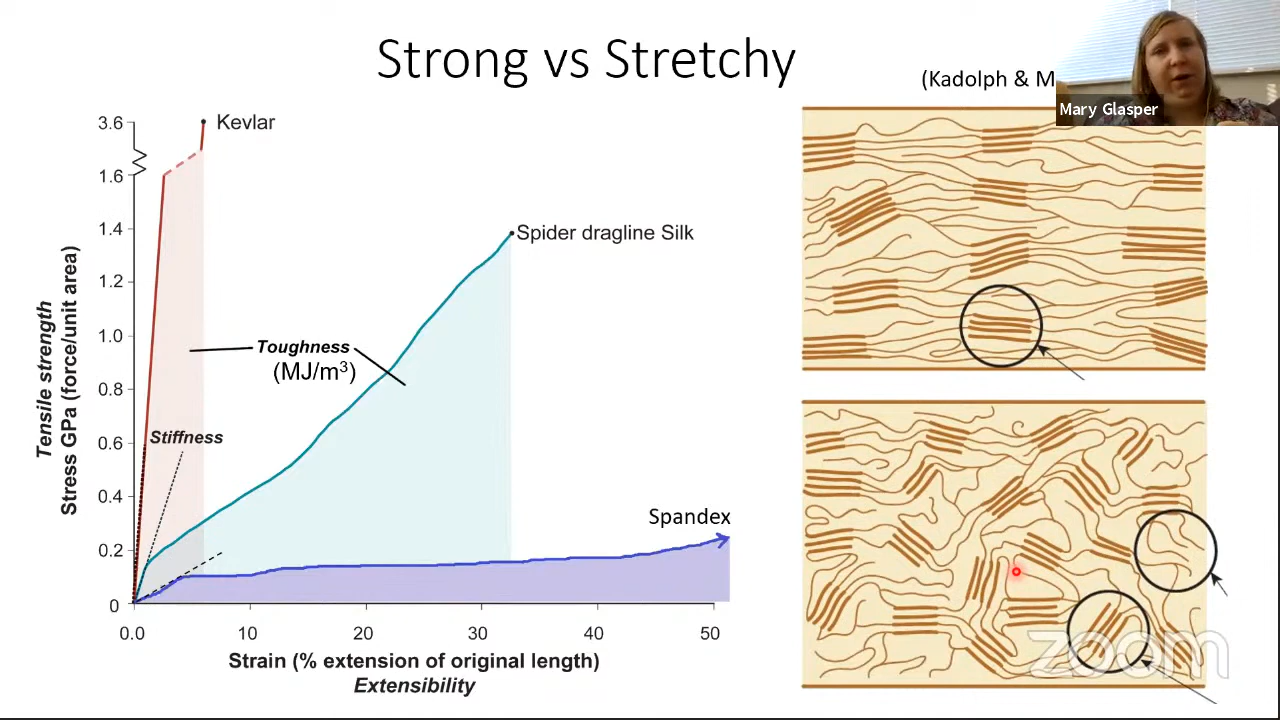 Strong vs Stretchy
(Kadolph & M
Mary Glasper
3.6
Kevlar
1.6
1.4
Spider dragline Silk
1.2
1.0
Toughness
(MJ/m³)
0.8
0.6
Stiffness
0.4
Spandex
0.2
0
0.0
10
20
30
40
50
Tensile strength
Stress GPa (force/unit area)
Strain (% extension of original length)
Extensibility
zoom